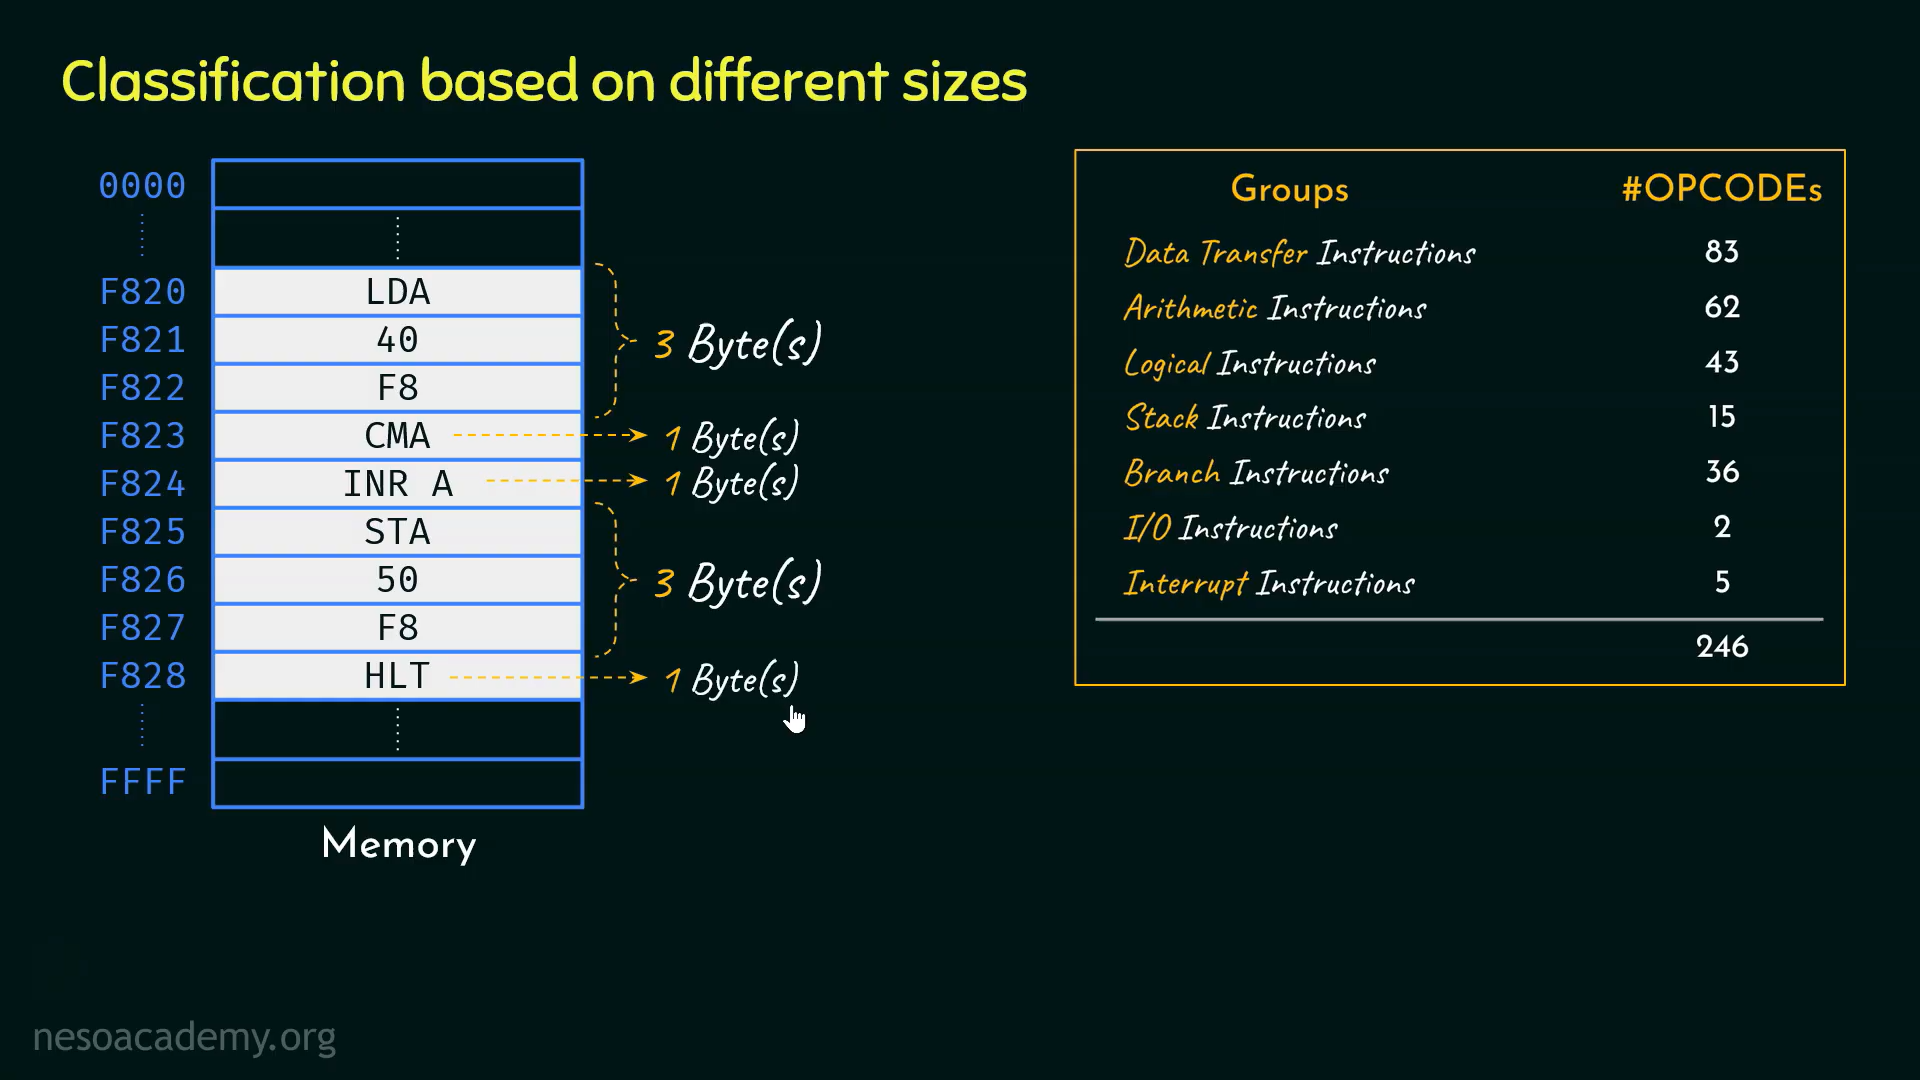 Classification based on different sizes
0000
F820 LDA
F821 40
F822 F8
3 Byte(s)
F823 CMA 1 Byte(s)
F824 INR A 1 Byte(s)
F825 STA
F826 50
F827 F8
3 Byte(s)
F828 HLT 1 Byte(s)
FFFF
Memory
Groups #OPCODEs
Data Transfer Instructions 83
Arithmetic Instructions 62
Logical Instructions 43
Stack Instructions 15
Branch Instructions 36
I/O Instructions 2
Interrupt Instructions 5
246
nesoacademy.org